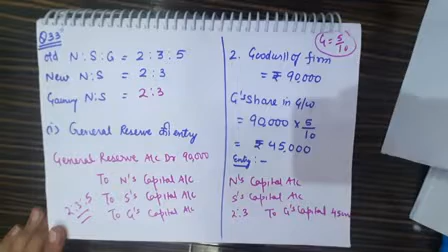 Q33
Old N:S:G = 2:3:5
New N:S = 2:3
Gaining N:S = 2:3
(i) General Reserve की entry
General Reserve A/c Dr 90,000
To N's Capital A/c
2:3:5 To S's Capital A/c
To G's Capital A/c
G = 5/10
2. Goodwill of firm
= ₹ 90,000
G's Share in G/W
= 90,000 × 5/10
= ₹ 45,000
Entry :-
N's Capital A/c
S's Capital A/c
2:3 To G's Capital 45000